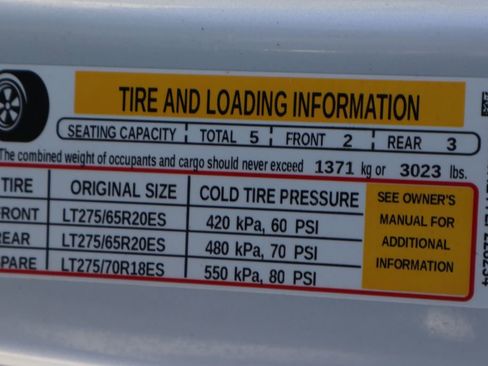 TIRE AND LOADING INFORMATION
SEATING CAPACITY TOTAL 5 FRONT 2 REAR 3
The combined weight of occupants and cargo should never exceed 1371 kg or 3023 lbs.
TIRE ORIGINAL SIZE COLD TIRE PRESSURE
FRONT LT275/65R20ES 420 kPa, 60 PSI
REAR LT275/65R20ES 480 kPa, 70 PSI
SPARE LT275/70R18ES 550 kPa, 80 PSI
SEE OWNER'S
MANUAL FOR
ADDITIONAL
INFORMATION